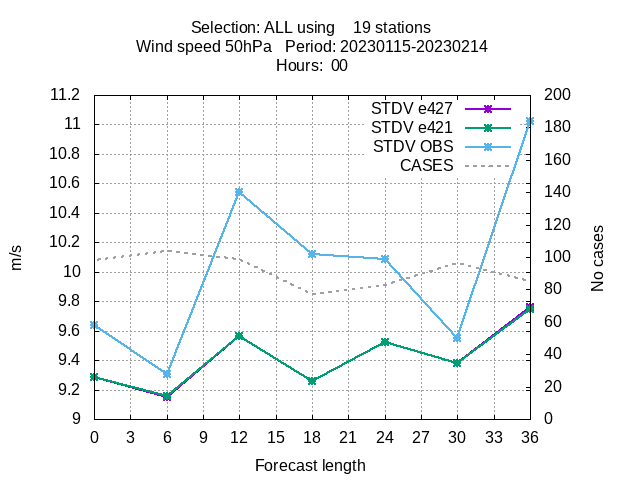 Selection: ALL using    19 stations
Wind speed 50hPa   Period: 20230115-20230214
Hours:  00
STDV e427
STDV e421
STDV OBS
CASES
m/s
11.2
11
10.8
10.6
10.4
10.2
10
9.8
9.6
9.4
9.2
9
200
180
160
140
120
100
80
60
40
20
0
No cases
0 3 6 9 12 15 18 21 24 27 30 33 36
Forecast length